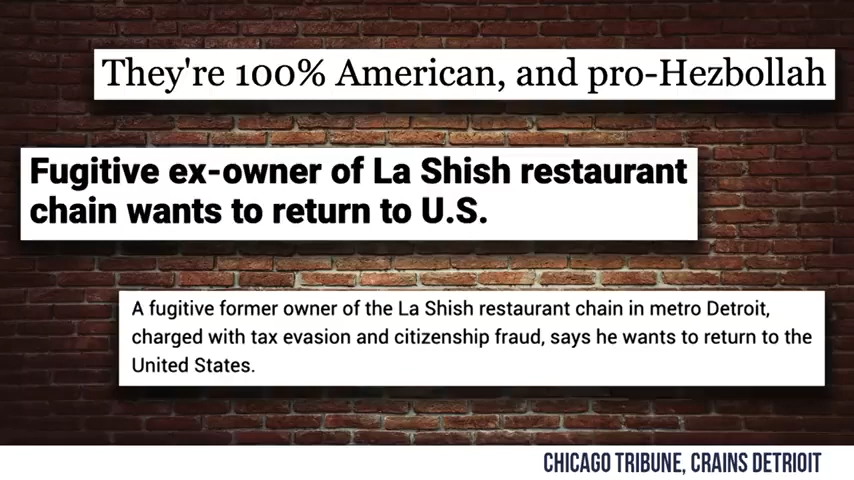 They're 100% American, and pro-Hezbollah
Fugitive ex-owner of La Shish restaurant
chain wants to return to U.S.
A fugitive former owner of the La Shish restaurant chain in metro Detroit,
charged with tax evasion and citizenship fraud, says he wants to return to the
United States.
CHICAGO TRIBUNE, CRAINS DETRIOIT